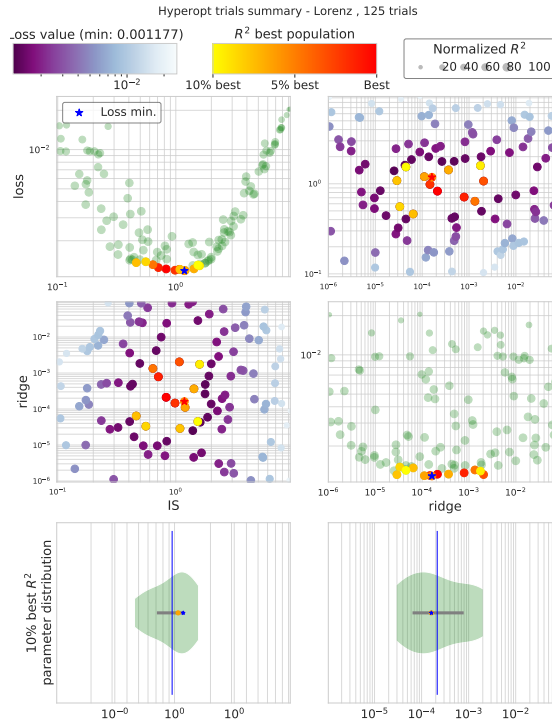 Hyperopt trials summary - Lorenz , 125 trials
Loss value (min: 0.001177)
R² best population
Normalized R²
20 40 60 80 100
10⁻²
10% best 5% best Best
Loss min.
loss
10⁻²
10⁻¹ 10⁰
10¹
10⁰
10⁻¹
10⁻⁶ 10⁻⁵ 10⁻⁴ 10⁻³ 10⁻²
ridge
10⁻²
10⁻³
10⁻⁴
10⁻⁵
10⁻⁶
10⁻¹ 10⁰
IS
10⁻²
10⁻⁶ 10⁻⁵ 10⁻⁴ 10⁻³ 10⁻²
ridge
10% best R²
parameter distribution
10⁻⁰ 10⁰ 10⁰
10⁻⁵ 10⁻⁴ 10⁻³ 10⁻²